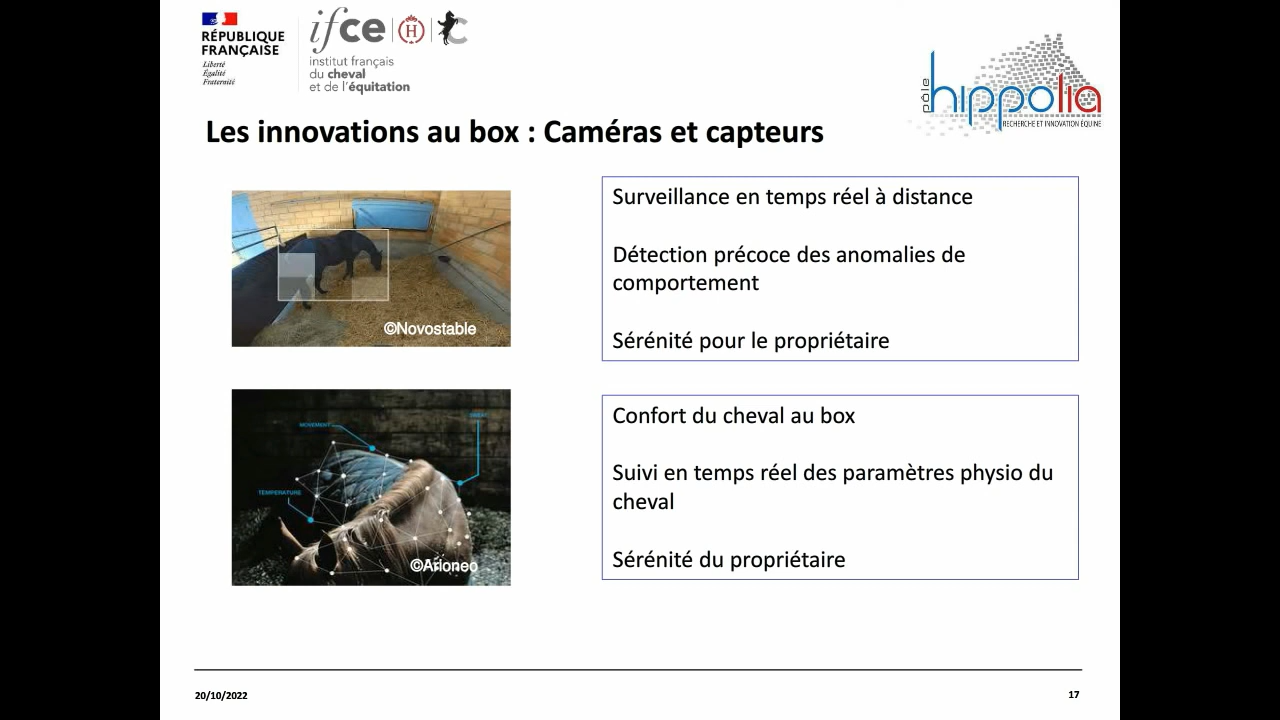 RÉPUBLIQUE
FRANÇAISE
Liberté
Égalité
Fraternité
ifce
H
institut français
du cheval
et de l'équitation
pôle
hippolia
RECHERCHE ET INNOVATION ÉQUINE
Les innovations au box : Caméras et capteurs
©Novostable
Surveillance en temps réel à distance
Détection précoce des anomalies de
comportement
Sérénité pour le propriétaire
SWEAT
MOVEMENT
TEMPERATURE
©Arioneo
Confort du cheval au box
Suivi en temps réel des paramètres physio du
cheval
Sérénité du propriétaire
20/10/2022
17